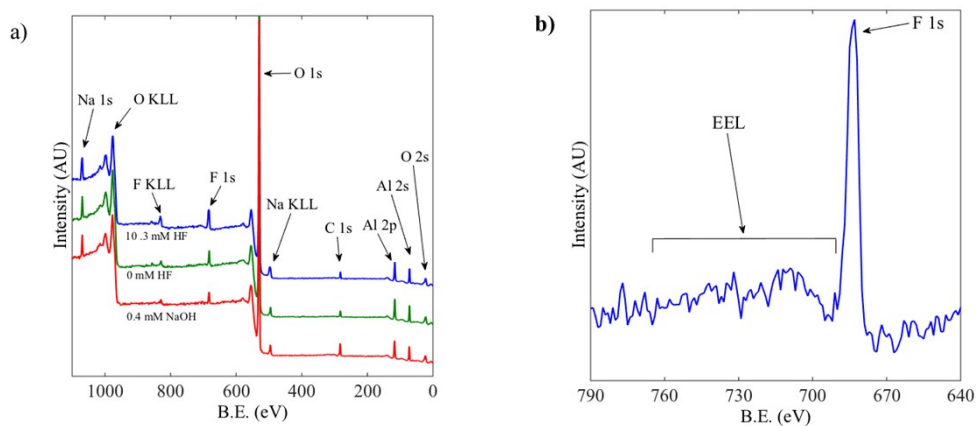 a)
Na 1s
O KLL
F KLL
F 1s
O 1s
Na KLL
C 1s
Al 2p
Al 2s
O 2s
10 .3 mM HF
0 mM HF
0.4 mM NaOH
Intensity (AU)
1000 800 600 400 200 0
B.E. (eV)
b)
F 1s
EEL
Intensity (AU)
790 760 730 700 670 640
B.E. (eV)